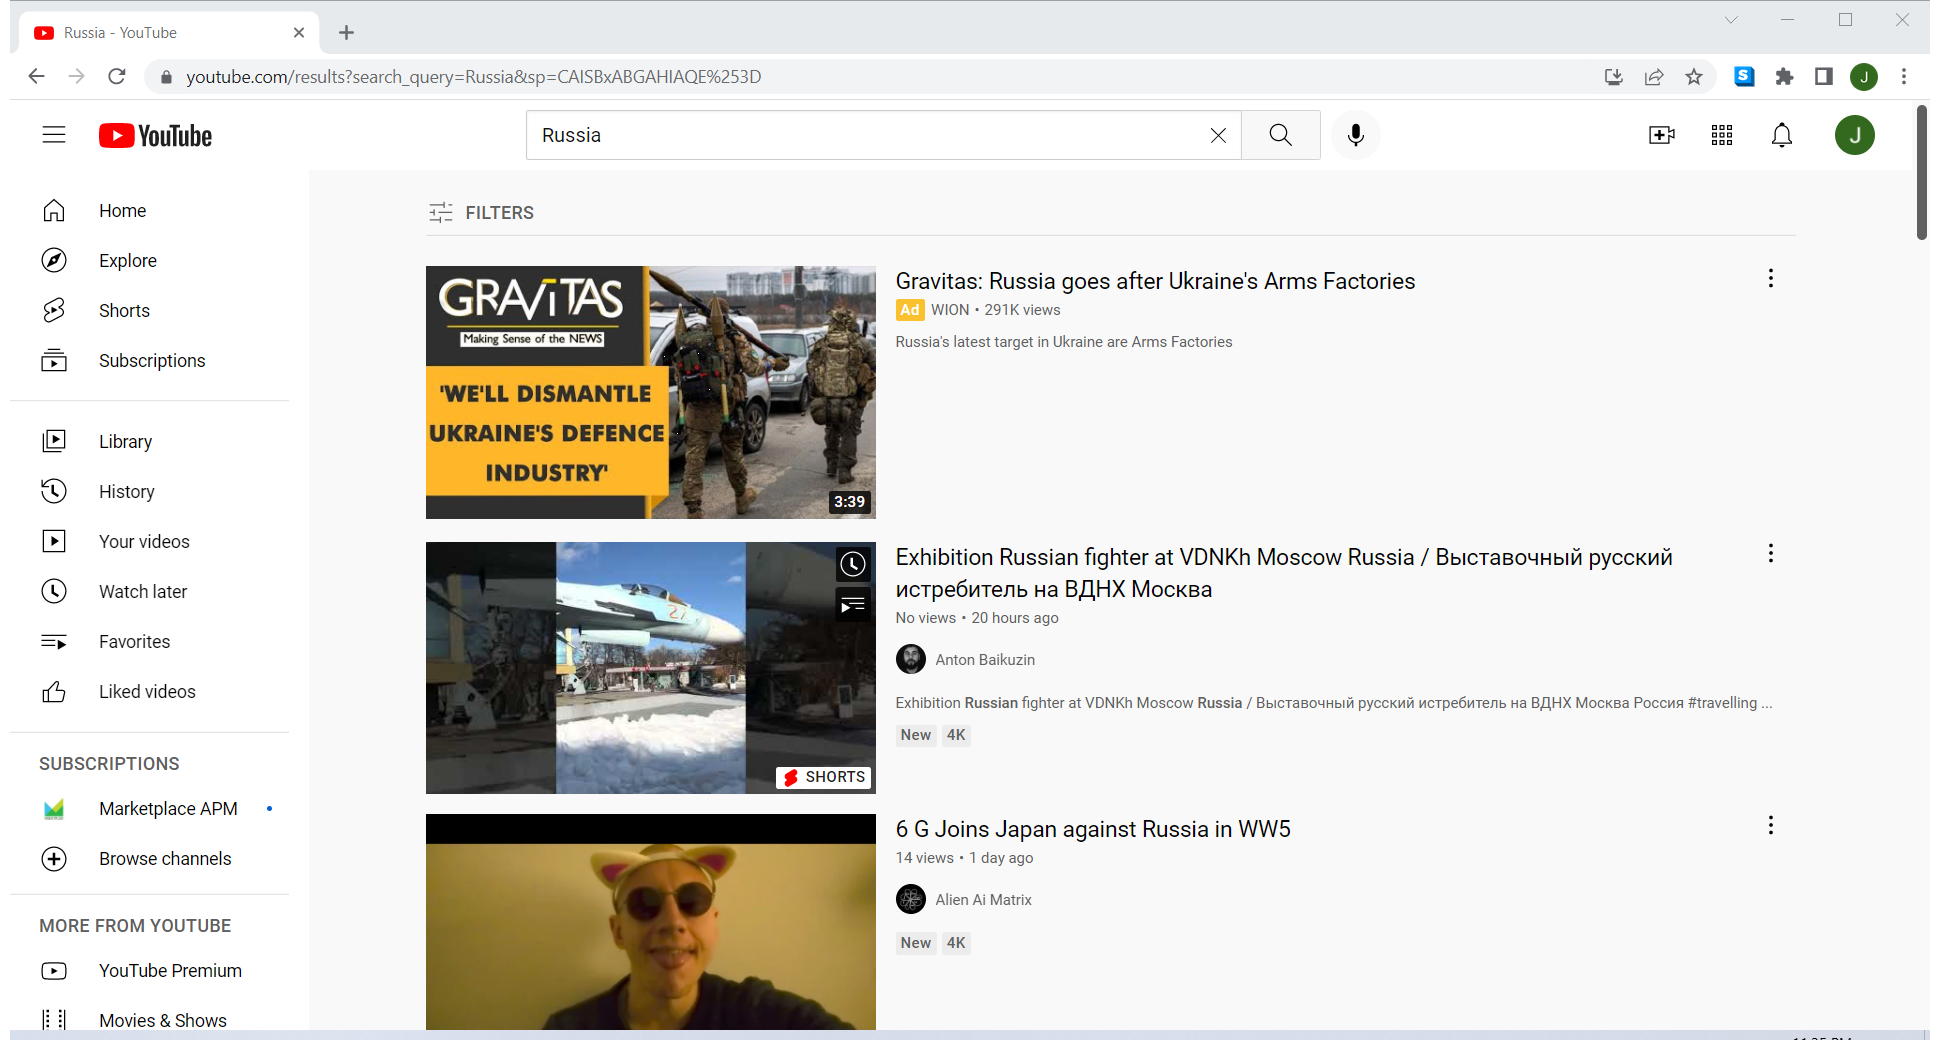 Russia - YouTube
youtube.com/results?search_query=Russia&sp=CAISBxABGAHIAQE%253D
S
J
YouTube
Russia
J
Home
Explore
Shorts
Subscriptions
Library
History
Your videos
Watch later
Favorites
Liked videos
SUBSCRIPTIONS
Marketplace APM
Browse channels
MORE FROM YOUTUBE
YouTube Premium
Movies & Shows
FILTERS
GRAViTAS
Making Sense of the NEWS
'WE'LL DISMANTLE
UKRAINE'S DEFENCE
INDUSTRY'
3:39
Gravitas: Russia goes after Ukraine's Arms Factories
Ad WION • 291K views
Russia's latest target in Ukraine are Arms Factories
27
SHORTS
Exhibition Russian fighter at VDNKh Moscow Russia / Выставочный русский
истребитель на ВДНХ Москва
No views • 20 hours ago
Anton Baikuzin
Exhibition Russian fighter at VDNKh Moscow Russia / Выставочный русский истребитель на ВДНХ Москва Россия #travelling ...
New 4K
6 G Joins Japan against Russia in WW5
14 views • 1 day ago
Alien Ai Matrix
New 4K